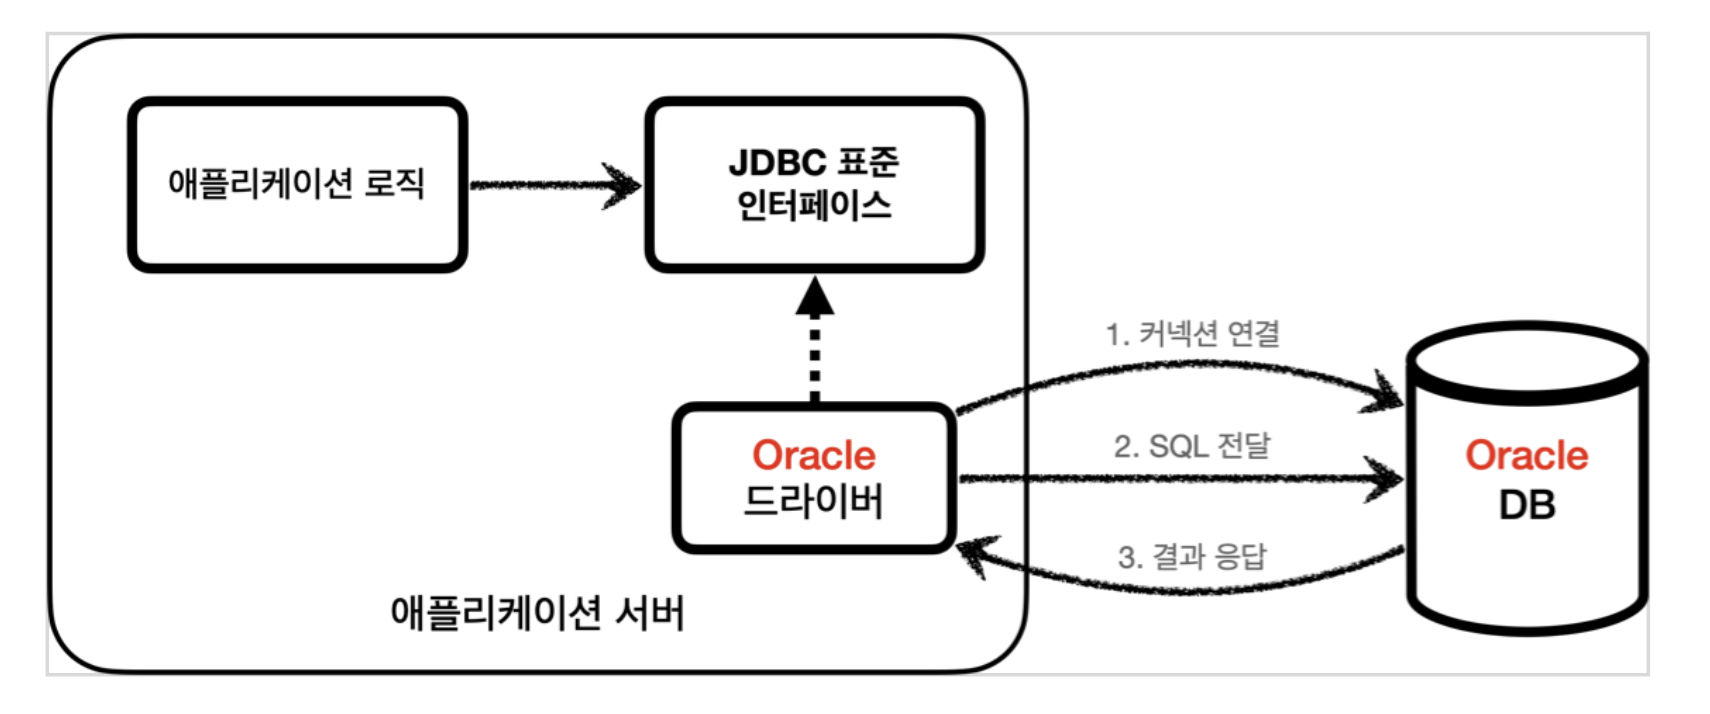 애플리케이션 로직
JDBC 표준
인터페이스
1. 커넥션 연결
Oracle
드라이버
2. SQL 전달
Oracle
DB
3. 결과 응답
애플리케이션 서버